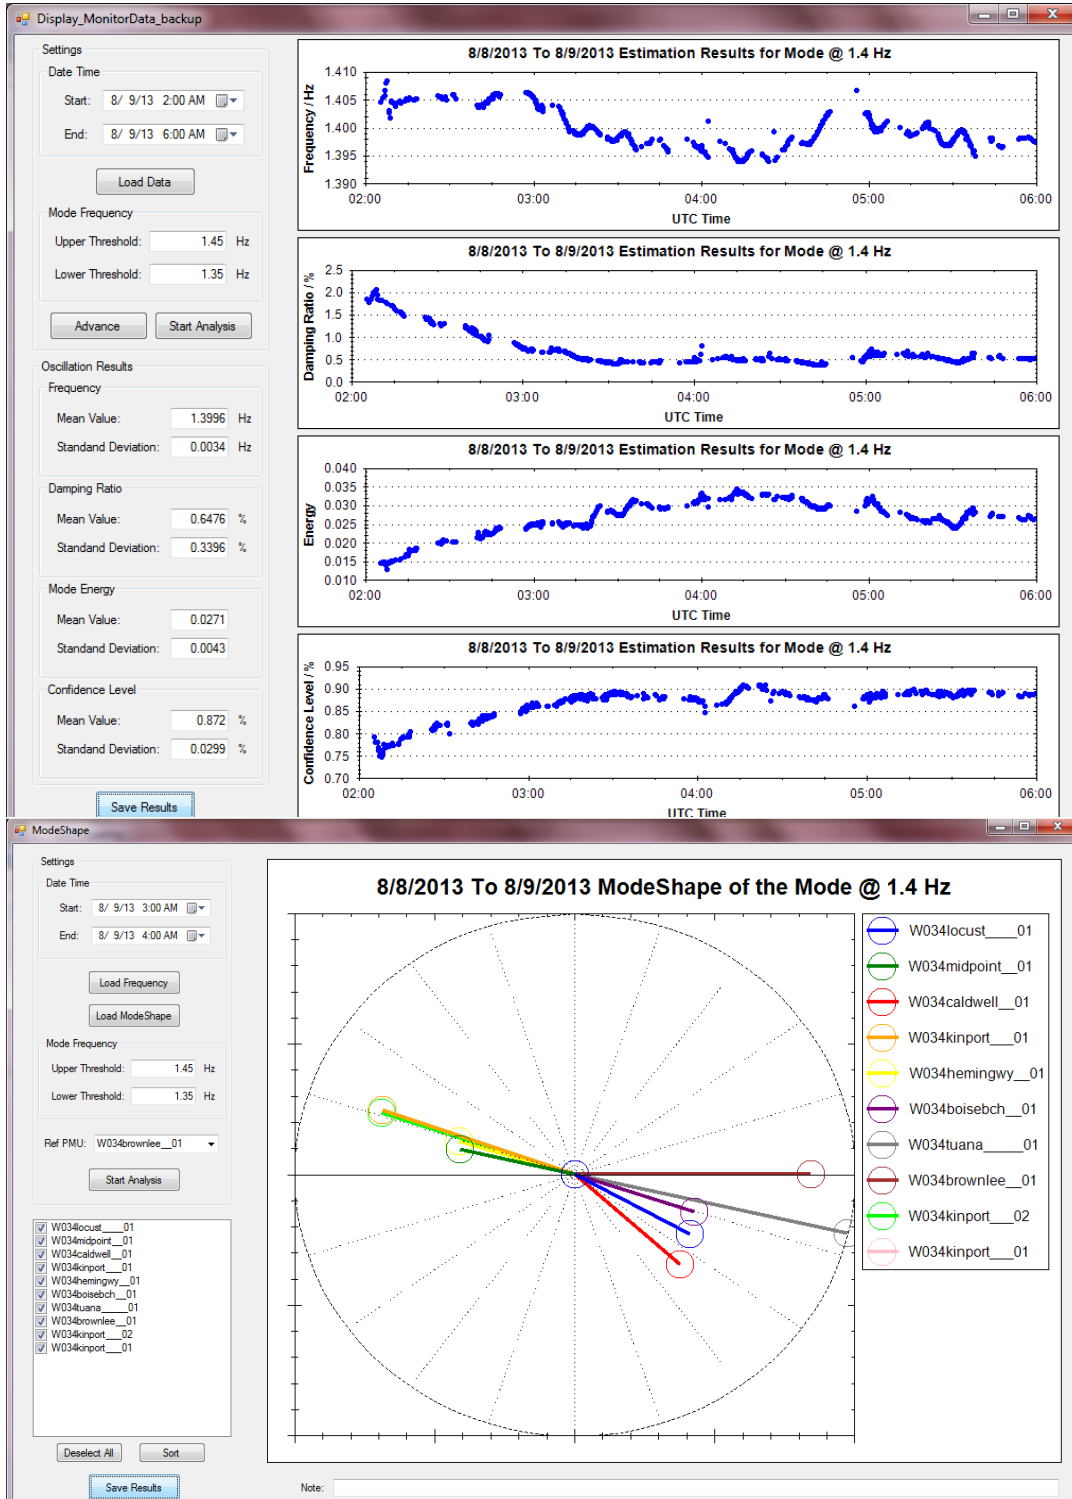 Display_MonitorData_backup
Settings
Date Time
Start: 8/ 9/13 2:00 AM
End: 8/ 9/13 6:00 AM
Load Data
Mode Frequency
Upper Threshold: 1.45 Hz
Lower Threshold: 1.35 Hz
Advance Start Analysis
Oscillation Results
Frequency
Mean Value: 1.3996 Hz
Standand Deviation: 0.0034 Hz
Damping Ratio
Mean Value: 0.6476 %
Standand Deviation: 0.3396 %
Mode Energy
Mean Value: 0.0271
Standand Deviation: 0.0043
Confidence Level
Mean Value: 0.872 %
Standand Deviation: 0.0299 %
Save Results
8/8/2013 To 8/9/2013 Estimation Results for Mode @ 1.4 Hz
Frequency / Hz
1.410
1.405
1.400
1.395
1.390
02:00 03:00 04:00 05:00 06:00
UTC Time
8/8/2013 To 8/9/2013 Estimation Results for Mode @ 1.4 Hz
Damping Ratio / %
2.5
2.0
1.5
1.0
0.5
0.0
02:00 03:00 04:00 05:00 06:00
UTC Time
8/8/2013 To 8/9/2013 Estimation Results for Mode @ 1.4 Hz
Energy
0.040
0.035
0.030
0.025
0.020
0.015
0.010
02:00 03:00 04:00 05:00 06:00
UTC Time
8/8/2013 To 8/9/2013 Estimation Results for Mode @ 1.4 Hz
Confidence Level / %
0.95
0.90
0.85
0.80
0.75
0.70
02:00 03:00 04:00 05:00 06:00
UTC Time
ModeShape
Settings
Date Time
Start: 8/ 9/13 3:00 AM
End: 8/ 9/13 4:00 AM
Load Frequency
Load ModeShape
Mode Frequency
Upper Threshold: 1.45 Hz
Lower Threshold: 1.35 Hz
Ref PMU: W034brownlee__01
Start Analysis
W034locust____01
W034midpoint__01
W034caldwell__01
W034kinport___01
W034hemingwy__01
W034boisebch__01
W034tuana_____01
W034brownlee__01
W034kinport___02
W034kinport___01
Deselect All Sort
Save Results
8/8/2013 To 8/9/2013 ModeShape of the Mode @ 1.4 Hz
W034locust____01
W034midpoint__01
W034caldwell__01
W034kinport___01
W034hemingwy__01
W034boisebch__01
W034tuana_____01
W034brownlee__01
W034kinport___02
W034kinport___01
Note: